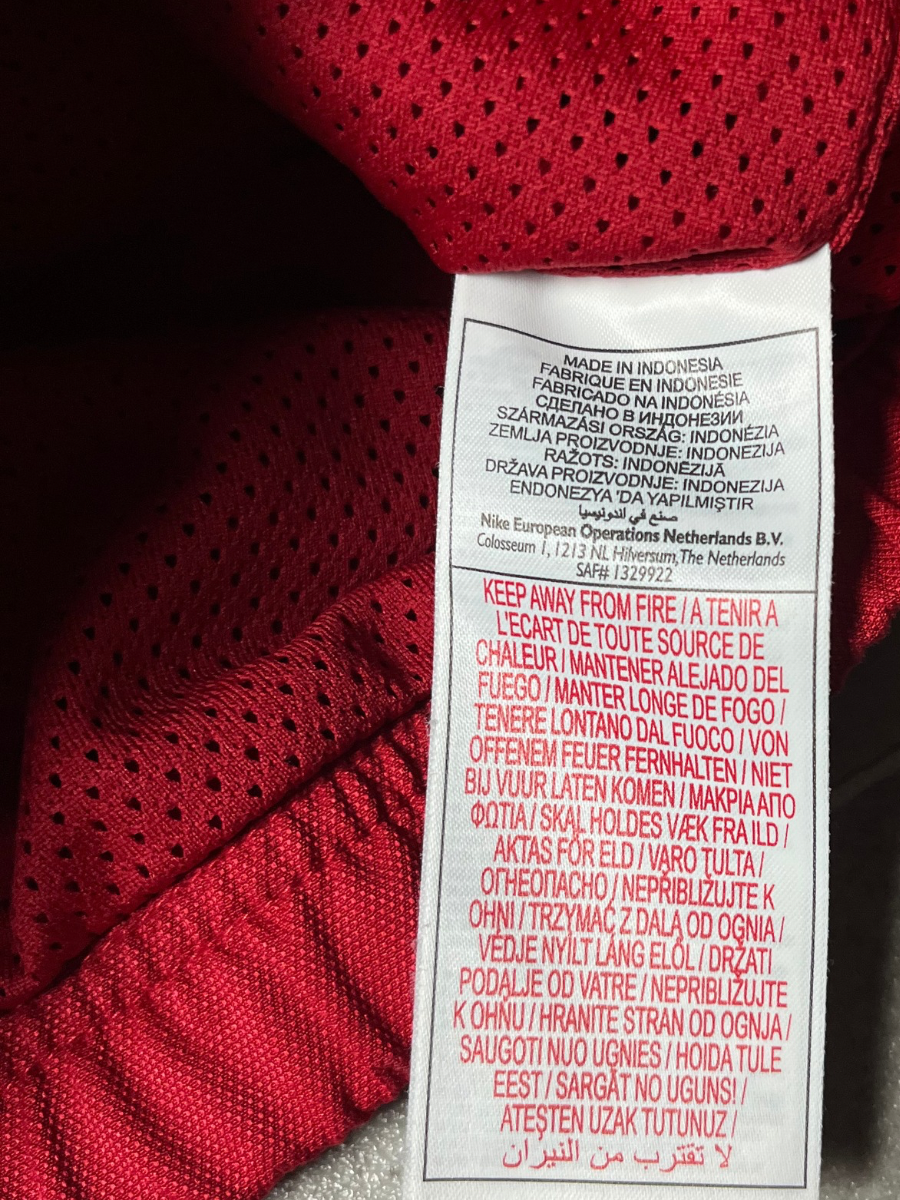 MADE IN INDONESIA
FABRIQUE EN INDONESIE
FABRICADO NA INDONÉSIA
СДЕЛАНО В ИНДОНЕЗИИ
SZÁRMAZÁSI ORSZÁG: INDONÉZIA
ZEMLJA PROIZVODNJE: INDONEZIJA
RAŽOTS: INDONĒZIJĀ
DRŽAVA PROIZVODNJE: INDONEZIJA
ENDONEZYA 'DA YAPILMIŞTIR
صنع في اندونيسيا
Nike European Operations Netherlands B.V.
Colosseum 1, 1213 NL Hilversum, The Netherlands
SAF# 1329922
KEEP AWAY FROM FIRE / A TENIR A
L'ECART DE TOUTE SOURCE DE
CHALEUR / MANTENER ALEJADO DEL
FUEGO / MANTER LONGE DE FOGO /
TENERE LONTANO DAL FUOCO / VON
OFFENEM FEUER FERNHALTEN / NIET
BIJ VUUR LATEN KOMEN / ΜΑΚΡΙΑ ΑΠΟ
ΦΩΤΙΑ / SKAL HOLDES VÆK FRA ILD /
AKTAS FÖR ELD / VARO TULTA /
ОГНЕОПАСНО / NEPŘIBLIŽUJTE K
OHNI / TRZYMAĆ Z DALA OD OGNIA /
VÉDJE NYÍLT LÁNG ELŐL / DRŽATI
PODALJE OD VATRE / NEPRIBLIŽUJTE
K OHŇU / HRANITE STRAN OD OGNJA /
SAUGOTI NUO UGNIES / HOIDA TULE
EEST / SARGĀT NO UGUNS! /
ATEŞTEN UZAK TUTUNUZ /
لا تقترب من النيران